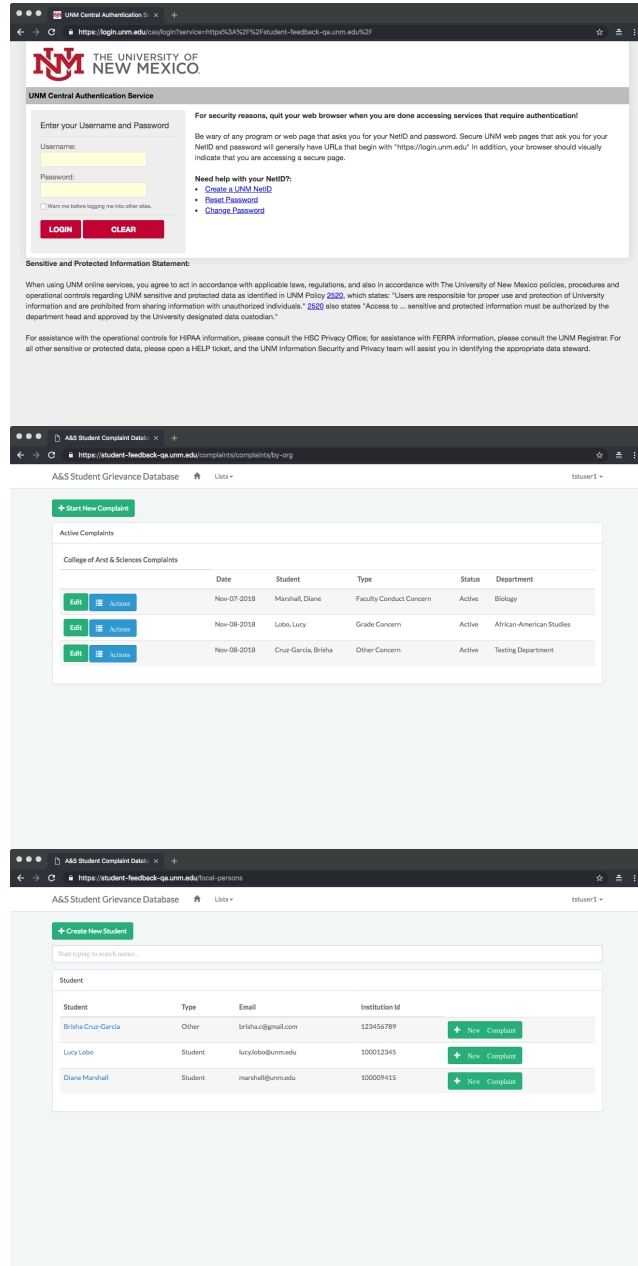 UNM Central Authentication Se
https://login.unm.edu/cas/login?service=https%3A%2F%2Fstudent-feedback-qa.unm.edu%2F
UNM THE UNIVERSITY OF
NEW MEXICO.
UNM Central Authentication Service
Enter your Username and Password
Username:
Password:
Warn me before logging me into other sites.
LOGIN CLEAR
For security reasons, quit your web browser when you are done accessing services that require authentication!
Be wary of any program or web page that asks you for your NetID and password. Secure UNM web pages that ask you for your
NetID and password will generally have URLs that begin with "https://login.unm.edu" In addition, your browser should visually
indicate that you are accessing a secure page.
Need help with your NetID?:
• Create a UNM NetID
• Reset Password
• Change Password
Sensitive and Protected Information Statement:
When using UNM online services, you agree to act in accordance with applicable laws, regulations, and also in accordance with The University of New Mexico policies, procedures and
operational controls regarding UNM sensitive and protected data as identified in UNM Policy 2520, which states: "Users are responsible for proper use and protection of University
information and are prohibited from sharing information with unauthorized individuals." 2520 also states "Access to ... sensitive and protected information must be authorized by the
department head and approved by the University designated data custodian."
For assistance with the operational controls for HIPAA information, please consult the HSC Privacy Office; for assistance with FERPA information, please consult the UNM Registrar. For
all other sensitive or protected data, please open a HELP ticket, and the UNM Information Security and Privacy team will assist you in identifying the appropriate data steward.
A&S Student Complaint Datab
https://student-feedback-qa.unm.edu/complaints/complaints/by-org
A&S Student Grievance Database Lists tstuser1
+ Start New Complaint
Active Complaints
College of Arst & Sciences Complaints
Date Student Type Status Department
Edit Actions Nov-07-2018 Marshall, Diane Faculty Conduct Concern Active Biology
Edit Actions Nov-08-2018 Lobo, Lucy Grade Concern Active African-American Studies
Edit Actions Nov-08-2018 Cruz-Garcia, Brisha Other Concern Active Testing Department
A&S Student Complaint Datab
https://student-feedback-qa.unm.edu/focal-persons
A&S Student Grievance Database Lists tstuser1
+ Create New Student
Start typing to search names..
Student
Student Type Email Institution Id
Brisha Cruz-Garcia Other brisha.c@gmail.com 123456789 + New Complaint
Lucy Lobo Student lucy.lobo@unm.edu 100012345 + New Complaint
Diane Marshall Student marshall@unm.edu 100009415 + New Complaint